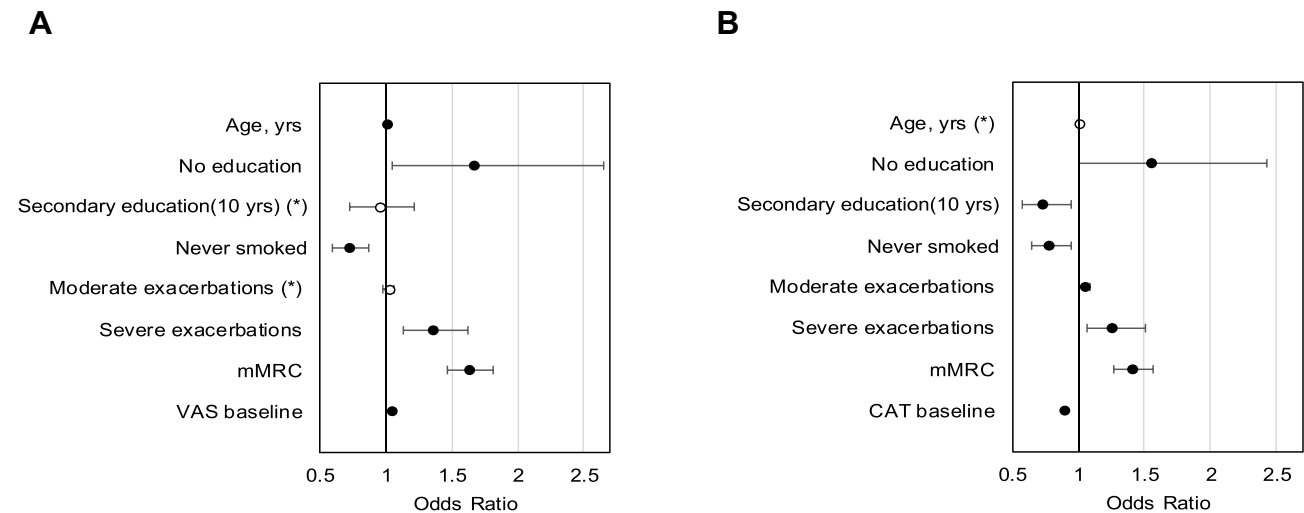 A
Age, yrs
No education
Secondary education(10 yrs) (*)
Never smoked
Moderate exacerbations (*)
Severe exacerbations
mMRC
VAS baseline
0.5 1 1.5 2 2.5
Odds Ratio
B
Age, yrs (*)
No education
Secondary education(10 yrs)
Never smoked
Moderate exacerbations
Severe exacerbations
mMRC
CAT baseline
0.5 1 1.5 2 2.5
Odds Ratio